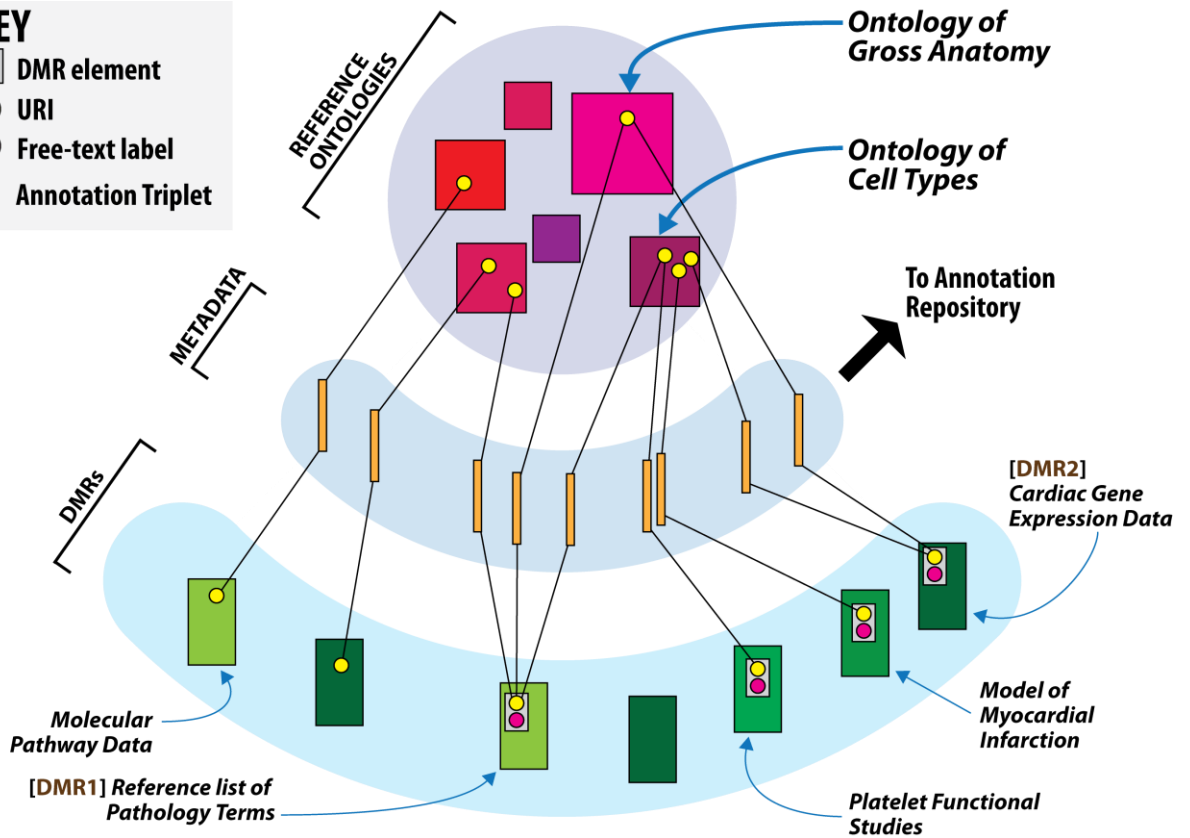 EY
DMR element
URI
Free-text label
Annotation Triplet
REFERENCE
ONTOLOGIES
Ontology of
Gross Anatomy
Ontology of
Cell Types
METADATA
To Annotation
Repository
DMRs
[DMR2]
Cardiac Gene
Expression Data
Molecular
Pathway Data
[DMR1] Reference list of
Pathology Terms
Model of
Myocardial
Infarction
Platelet Functional
Studies